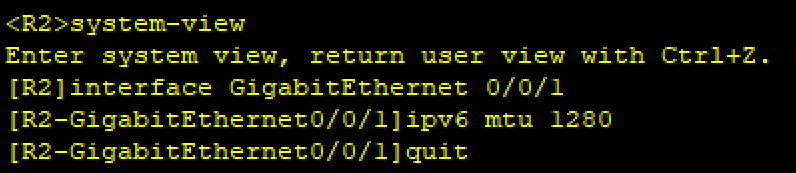 <R2>system-view
Enter system view, return user view with Ctrl+Z.
[R2]interface GigabitEthernet 0/0/1
[R2-GigabitEthernet0/0/1]ipv6 mtu 1280
[R2-GigabitEthernet0/0/1]quit